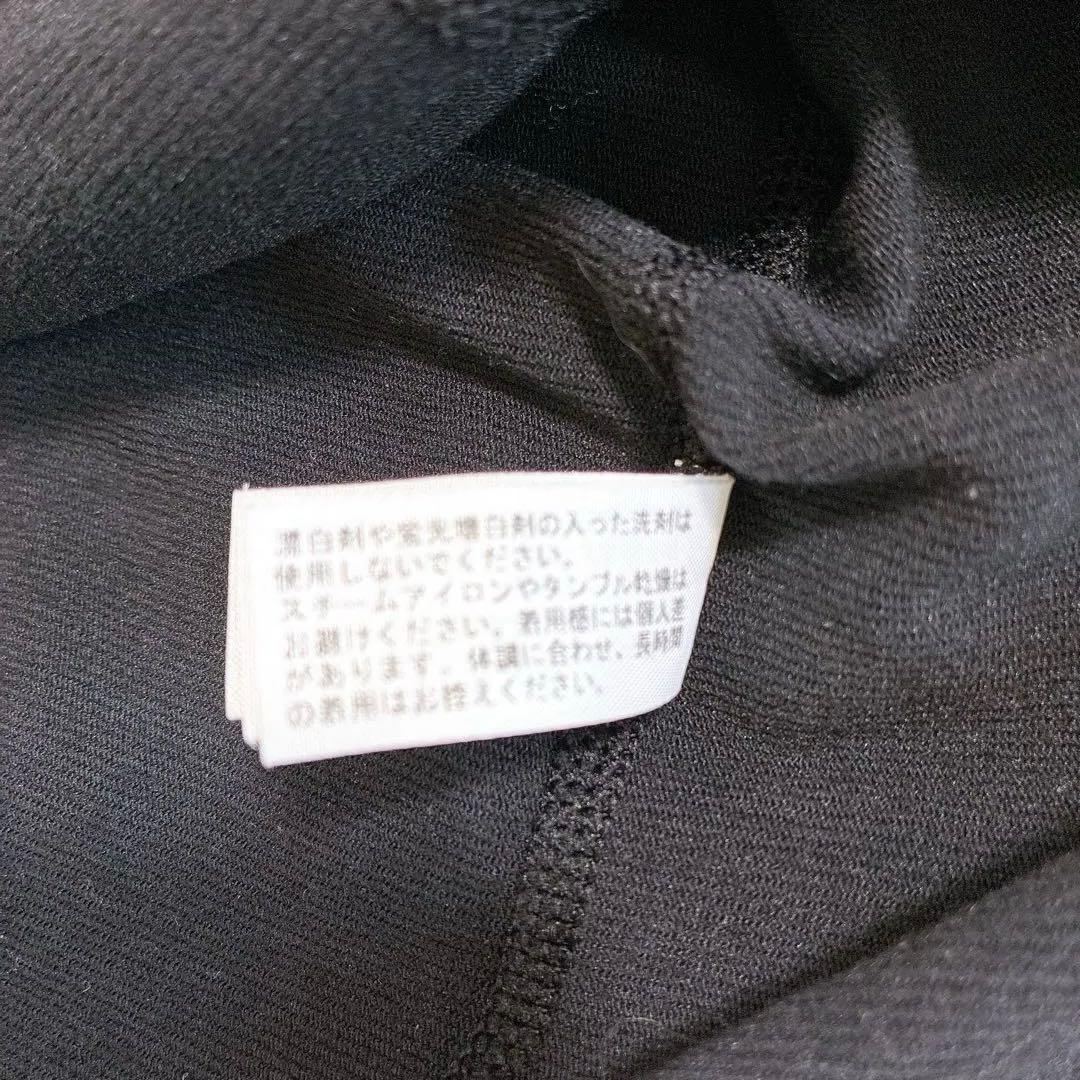 漂白剤や蛍光増白剤の入った洗剤は
使用しないでください。
スチームアイロンやタンブル乾燥は
お避けください。着用感には個人差
があります。体調に合わせ、長時間
の着用はお控えください。